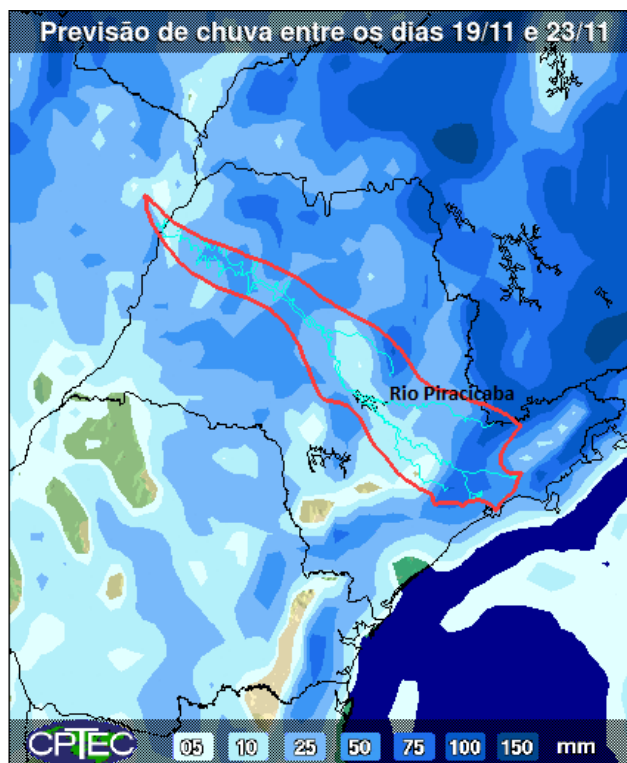 Previsão de chuva entre os dias 19/11 e 23/11
Rio Piracicaba
CPTEC 05 10 25 50 75 100 150 mm